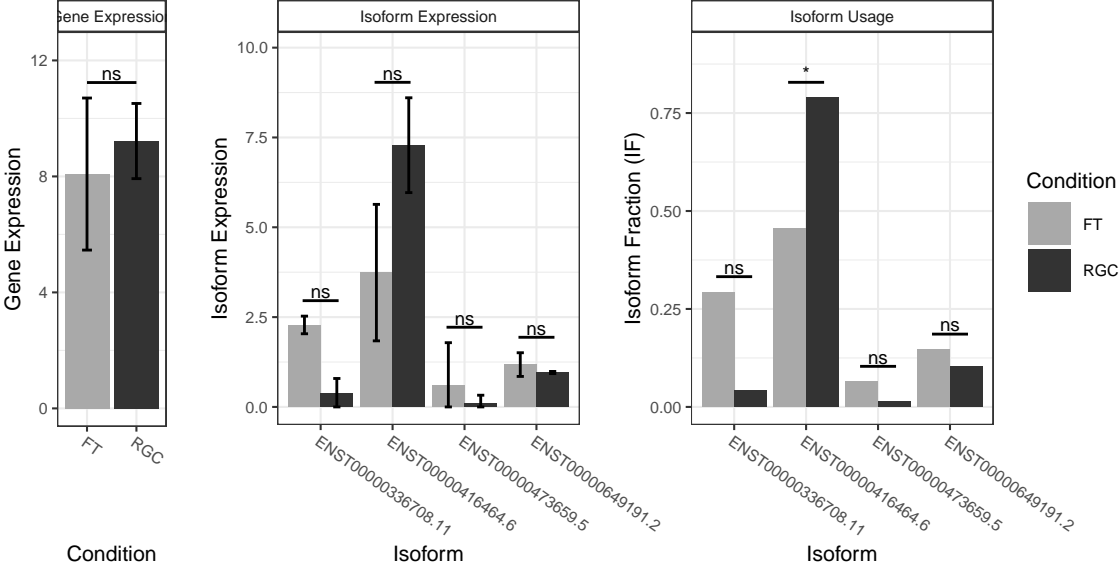 Gene Expression
12
8
4
0
ns
FT
RGC
Gene Expression
Condition
Isoform Expression
10.0
7.5
5.0
2.5
0.0
ns
ns
ns
ns
ENST00000336708.11
ENST00000416464.6
ENST00000473659.5
ENST00000649191.2
Isoform Expression
Isoform
Isoform Usage
0.75
0.50
0.25
0.00
ns
*
ns
ns
ENST00000336708.11
ENST00000416464.6
ENST00000473659.5
ENST00000649191.2
Isoform Fraction (IF)
Isoform
Condition
FT
RGC